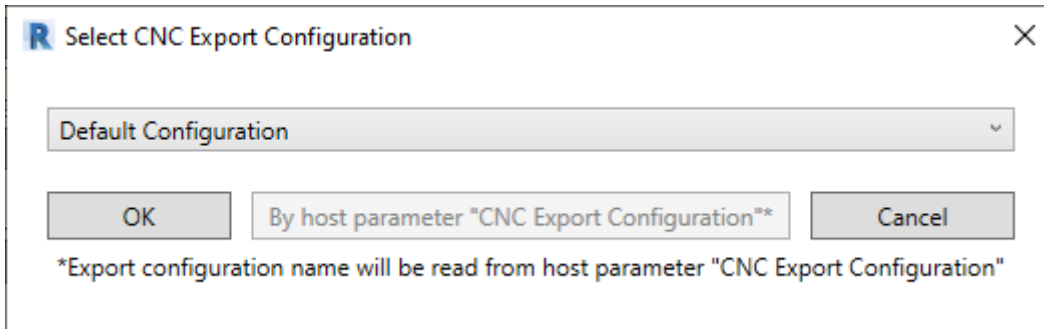 Select CNC Export Configuration
Default Configuration
OK
By host parameter "CNC Export Configuration"*
Cancel
*Export configuration name will be read from host parameter "CNC Export Configuration"